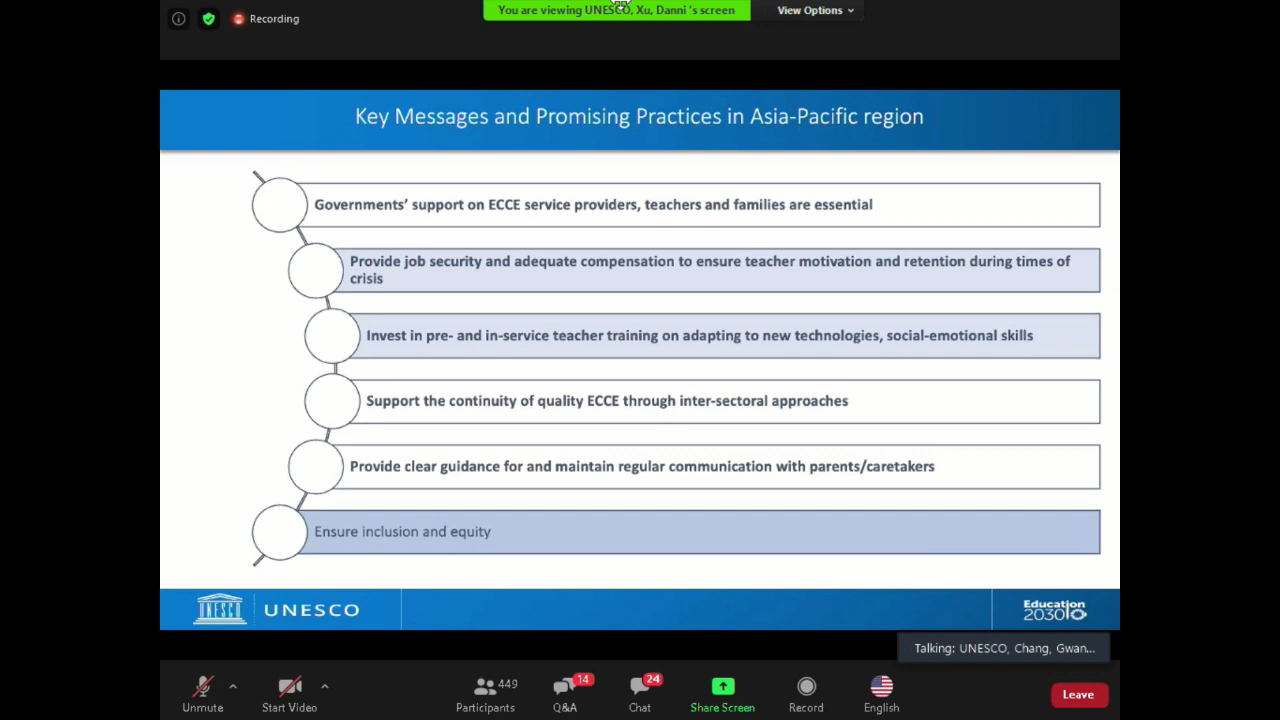 Recording
You are viewing UNESCO, Xu, Danni 's screen
View Options
Key Messages and Promising Practices in Asia-Pacific region
Governments' support on ECCE service providers, teachers and families are essential
Provide job security and adequate compensation to ensure teacher motivation and retention during times of
crisis
Invest in pre- and in-service teacher training on adapting to new technologies, social-emotional skills
Support the continuity of quality ECCE through inter-sectoral approaches
Provide clear guidance for and maintain regular communication with parents/caretakers
Ensure inclusion and equity
UNESCO
UNESCO
Education
2030
Talking: UNESCO, Chang, Gwan...
Unmute
Start Video
449
Participants
14
Q&A
24
Chat
Share Screen
Record
English
Leave